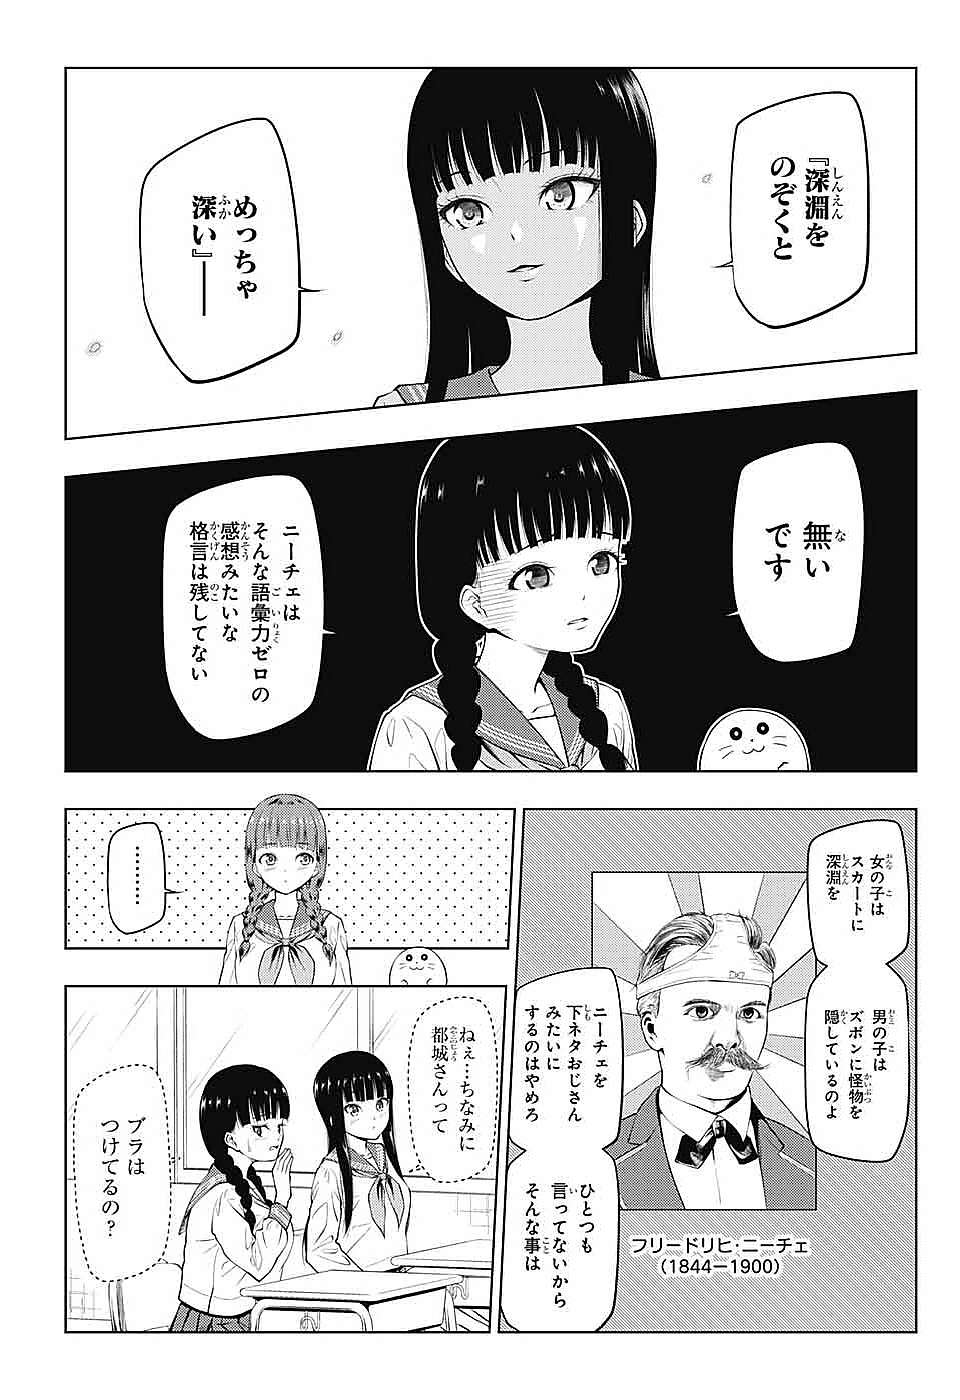 『深淵を
のぞくと
めっちゃ
深い』――
無い
です
ニーチェは
そんな語彙力ゼロの
感想みたいな
格言は残してない
女の子は
スカートに
深淵を
男の子は
ズボンに怪物を
隠しているのよ
ニーチェを
下ネタおじさん
みたいに
するのはやめろ
ひとつも
言ってないから
そんな事は
フリードリヒ・ニーチェ
(1844―1900)
………
ねぇ…ちなみに
都城さんって
ブラは
つけてるの？